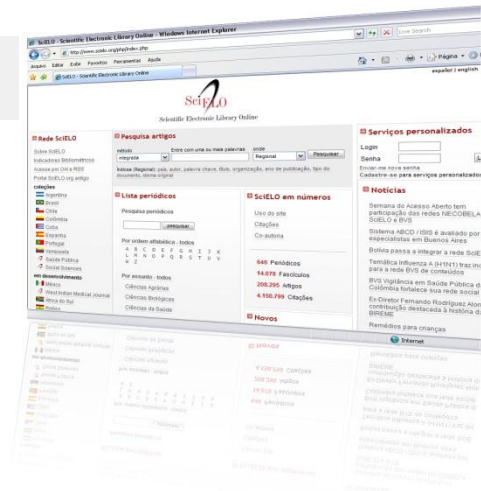 SciELO - Scientific Electronic Library Online - Windows Internet Explorer
http://www.scielo.org/php/index.php
Live Search
Arquivo Editar Exibir Favoritos Ferramentas Ajuda
SciELO - Scientific Electronic Library Online
Página
español | english
SciELO
Scientific Electronic Library Online
Rede SciELO
Sobre SciELO
Indicadores Bibliométricos
Acesso por OAI e RSS
Portal SciELO.org antigo
coleções
Argentina
Brasil
Chile
Colômbia
Cuba
Espanha
Portugal
Venezuela
Saúde Pública
Social Sciences
em desenvolvimento
México
West Indian Medical Journal
África do Sul
Bolívia
Pesquisa artigos
método Entre com uma ou mais palavras onde
integrada Regional Pesquisar
Índices (Regional): país, autor, palavra chave, título, organização, ano de publicação, tipo do
documento, idioma original
Lista periódicos
Pesquisa periódicos
pesquisar
Por ordem alfabética - todos
A B C D E F G H I J K
L M N O P Q R S T U V
W Z
Por assunto - todos
Ciências Agrárias
Ciências Biológicas
Ciências da Saúde
SciELO em números
Uso do site
Citações
Co-autoria
646 Periódicos
14.078 Fascículos
208.295 Artigos
4.150.799 Citações
Novos
Serviços personalizados
Login
Senha
Enviar-me nova senha
Cadastre-se para serviços personalizados
Notícias
Semana do Acesso Aberto tem
participação das redes NECOBELA
SciELO e BVS
Sistema ABCD / ISIS é avaliado por
especialistas em Buenos Aires
Bolívia passa a integrar a rede SciE
Temática Influenza A (H1N1) traz ino
para a rede BVS de conteúdos
BVS Vigilância em Saúde Pública da
Colômbia fortalece sua rede social
Ex-Diretor Fernando Rodríguez Alon
contribuição destacada à história da
BIREME
Remédios para crianças
Internet